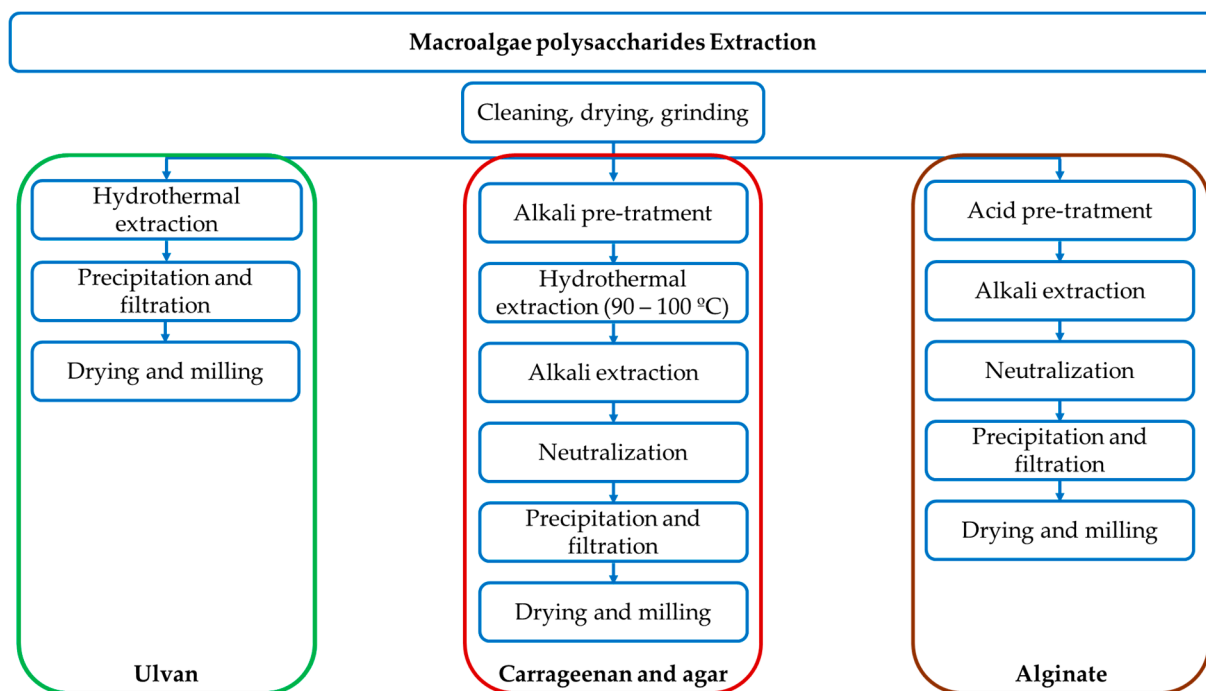 Macroalgae polysaccharides Extraction
Cleaning, drying, grinding
Hydrothermal
extraction
Precipitation and
filtration
Drying and milling
Ulvan
Alkali pre-tratment
Hydrothermal
extraction (90 – 100 ºC)
Alkali extraction
Neutralization
Precipitation and
filtration
Drying and milling
Carrageenan and agar
Acid pre-tratment
Alkali extraction
Neutralization
Precipitation and
filtration
Drying and milling
Alginate